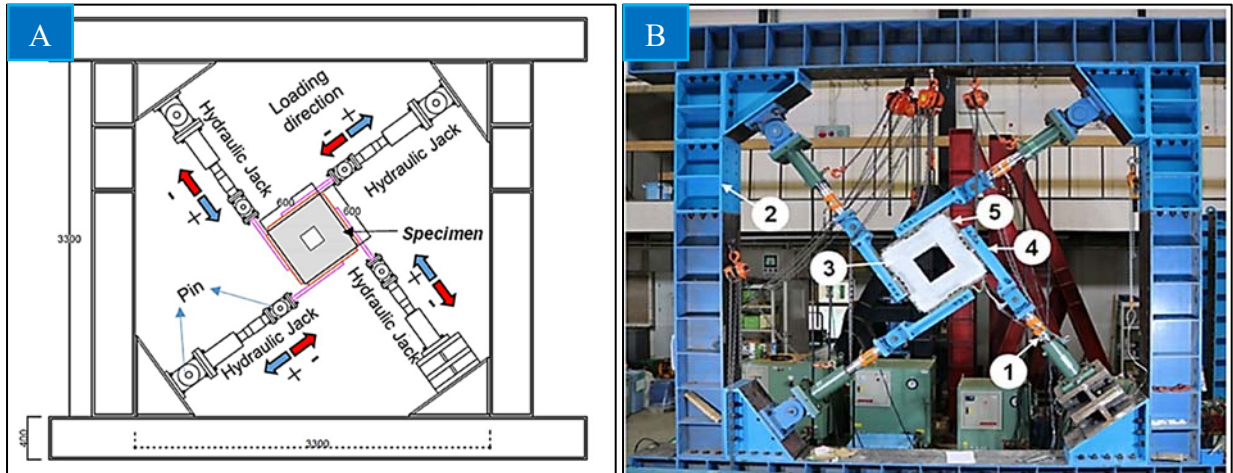 A
Loading
direction
- +
Hydraulic Jack
Hydraulic Jack
- +
600
600
Specimen
3300
Pin
Hydraulic Jack
Hydraulic Jack
+ -
+ -
400
3300
B
1
2
3
4
5